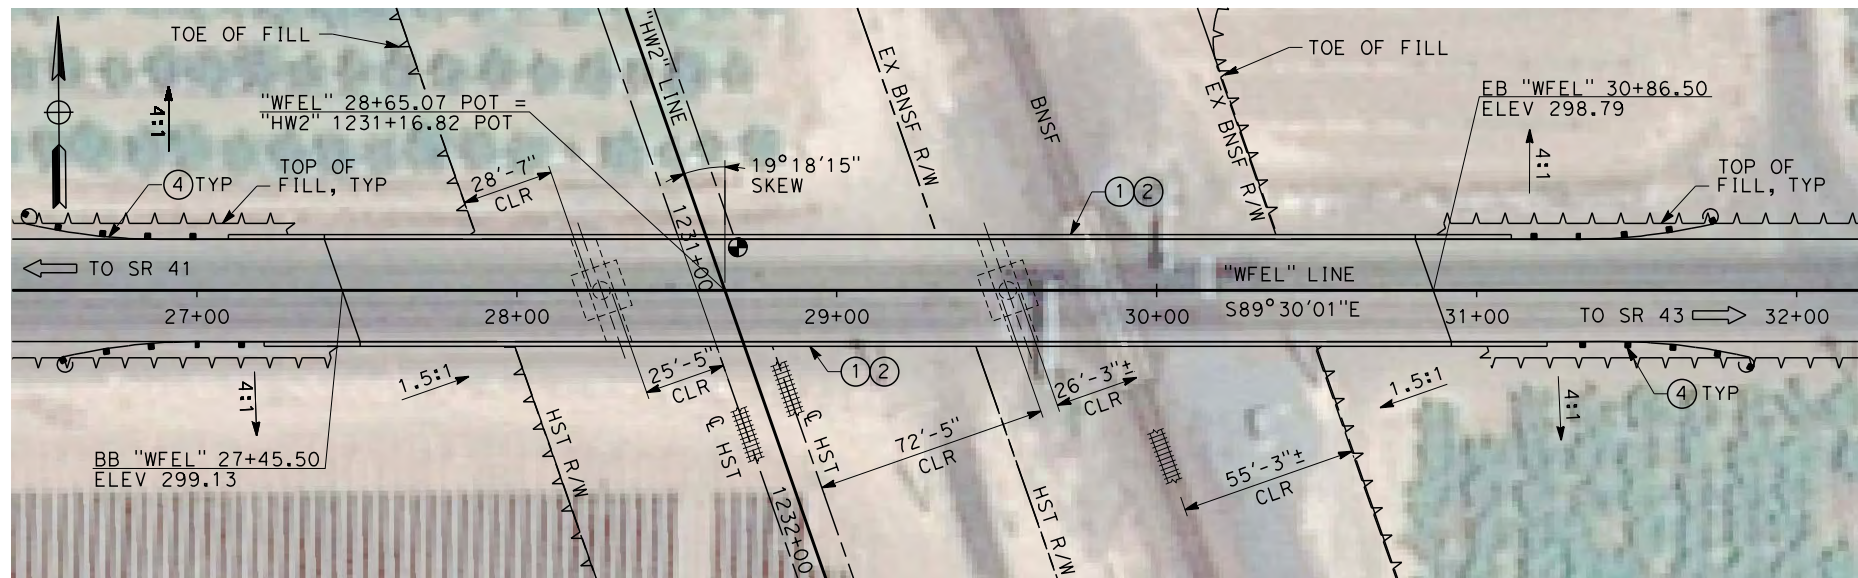 TOE OF FILL
"HW2" LINE
EX BNSF R/W
BNSF
EX BNSF R/W
TOE OF FILL
EB "WFEL" 30+86.50
ELEV 298.79
"WFEL" 28+65.07 POT =
"HW2" 1231+16.82 POT
4:1
4:1
TOP OF
FILL, TYP
4 TYP
28'-7"
CLR
19°18'15"
SKEW
1 2
TOP OF
FILL, TYP
1231+00
TO SR 41
"WFEL" LINE
S89°30'01"E
27+00
28+00
29+00
30+00
31+00
TO SR 43
32+00
4:1
1.5:1
25'-5"
CLR
1 2
26'-3"±
CLR
1.5:1
4:1
4 TYP
HST R/W
℄ HST
℄ HST
72'-5"
CLR
BB "WFEL" 27+45.50
ELEV 299.13
55'-3"±
CLR
1232+00
HST R/W